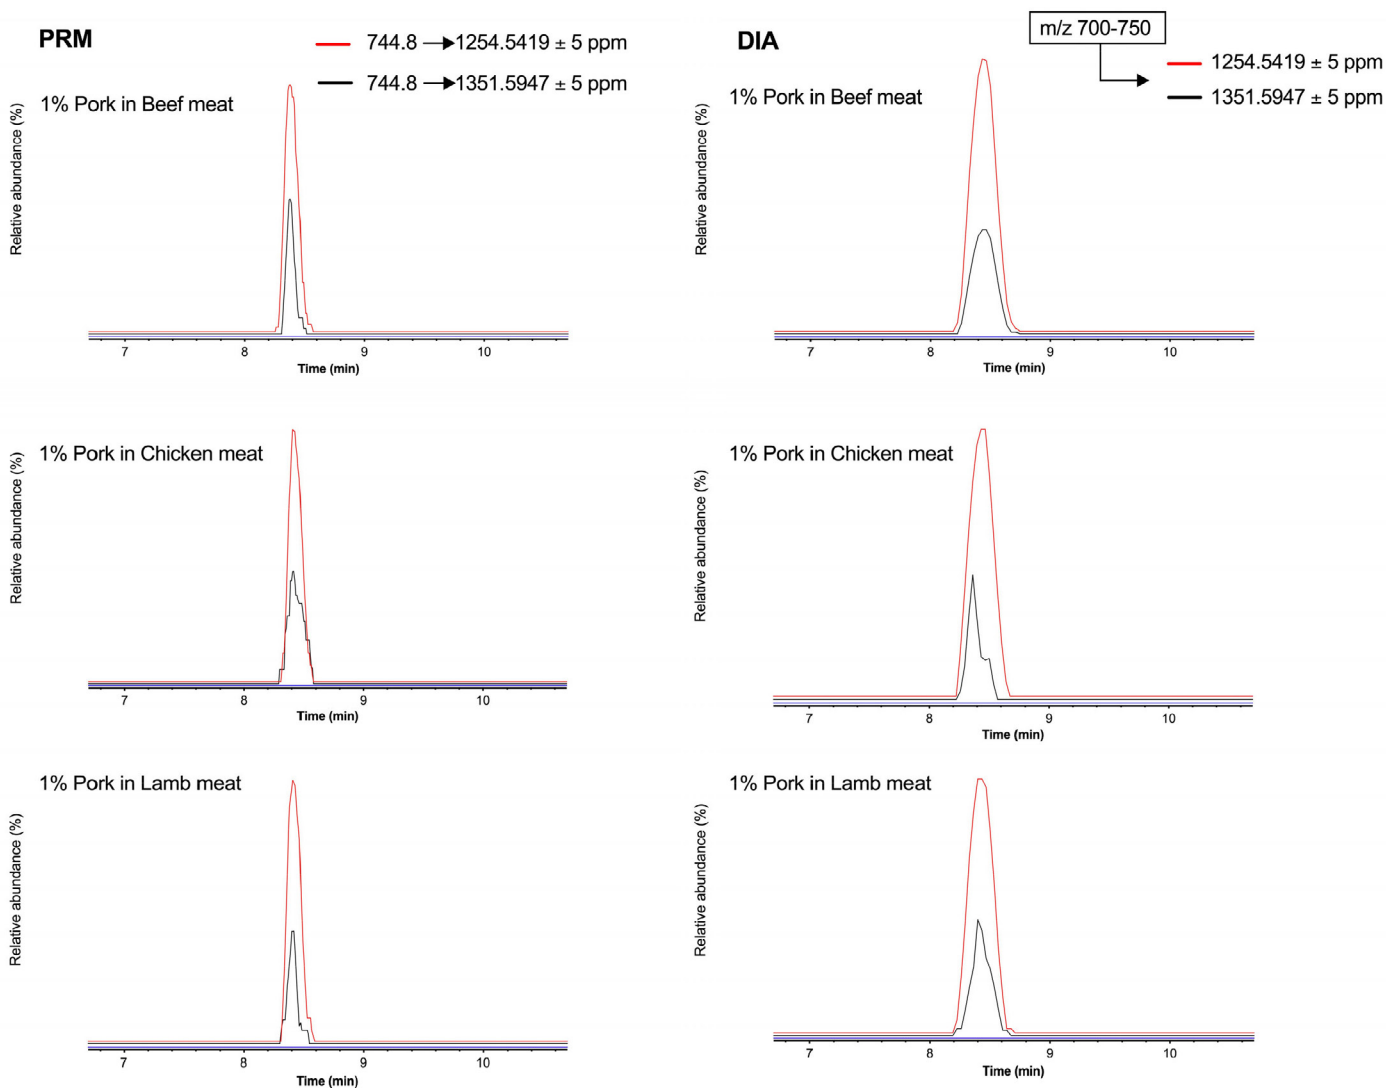 PRM
744.8 → 1254.5419 ± 5 ppm
744.8 → 1351.5947 ± 5 ppm
1% Pork in Beef meat
Relative abundance (%)
7 8 9 10
Time (min)
DIA
m/z 700-750
1254.5419 ± 5 ppm
1351.5947 ± 5 ppm
1% Pork in Beef meat
Relative abundance (%)
7 8 9 10
Time (min)
1% Pork in Chicken meat
Relative abundance (%)
7 8 9 10
Time (min)
1% Pork in Chicken meat
Relative abundance (%)
7 8 9 10
Time (min)
1% Pork in Lamb meat
Relative abundance (%)
7 8 9 10
Time (min)
1% Pork in Lamb meat
Relative abundance (%)
7 8 9 10
Time (min)